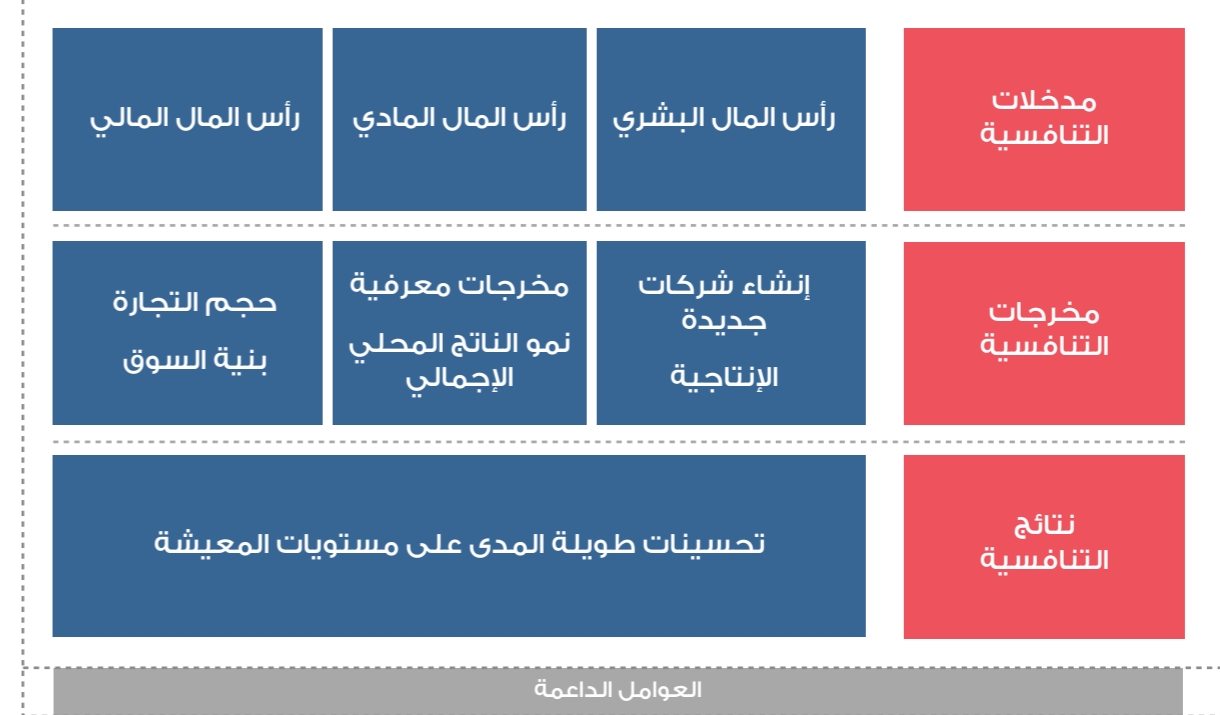 مدخلات
التنافسية
رأس المال البشري
رأس المال المادي
رأس المال المالي
مخرجات
التنافسية
إنشاء شركات
جديدة
الإنتاجية
مخرجات معرفية
نمو الناتج المحلي
الإجمالي
حجم التجارة
بنية السوق
نتائج
التنافسية
تحسينات طويلة المدى على مستويات المعيشة
العوامل الداعمة